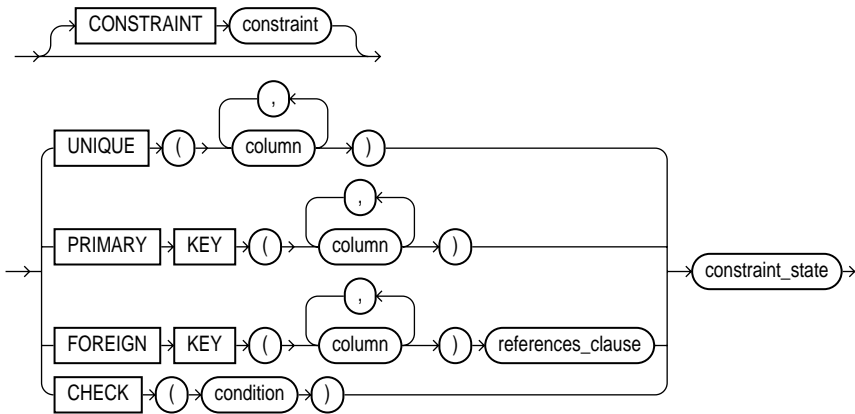 CONSTRAINT constraint
,
UNIQUE ( column )
,
PRIMARY KEY ( column )
constraint_state
,
FOREIGN KEY ( column ) references_clause
CHECK ( condition )